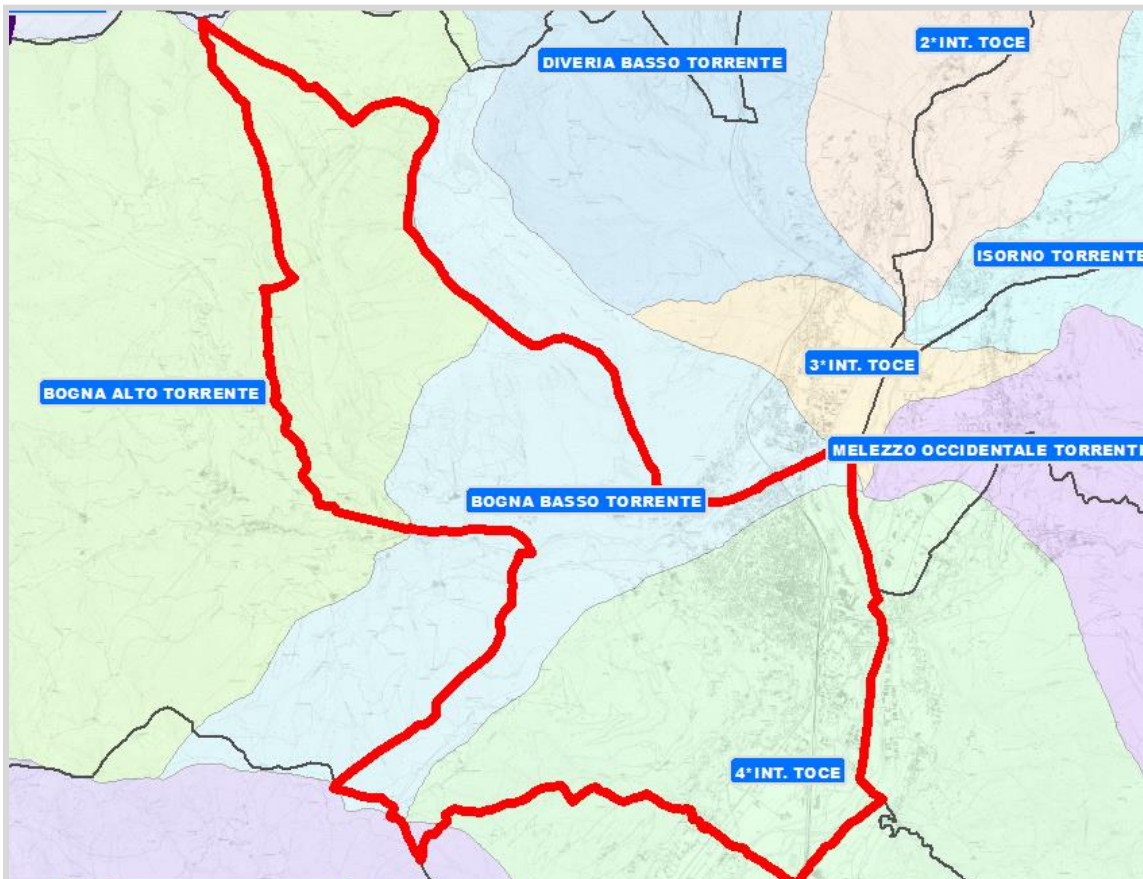 2*INT. TOCE
DIVERIA BASSO TORRENTE
ISORNO TORRENTE
3*INT. TOCE
BOGNA ALTO TORRENTE
MELEZZO OCCIDENTALE TORRENTE
BOGNA BASSO TORRENTE
4*INT. TOCE